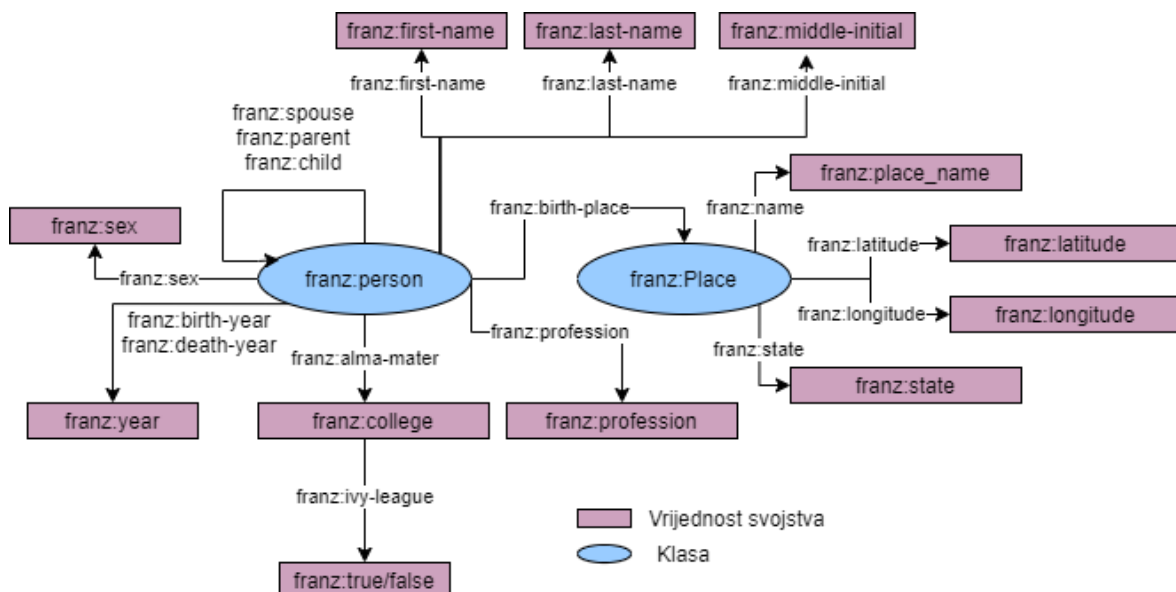 franz:first-name
franz:last-name
franz:middle-initial
franz:first-name
franz:last-name
franz:middle-initial
franz:spouse
franz:parent
franz:child
franz:place_name
franz:name
franz:birth-place
franz:sex
franz:sex
franz:person
franz:Place
franz:latitude
franz:latitude
franz:longitude
franz:longitude
franz:birth-year
franz:death-year
franz:alma-mater
franz:profession
franz:state
franz:state
franz:year
franz:college
franz:profession
franz:ivy-league
franz:true/false
Vrijednost svojstva
Klasa